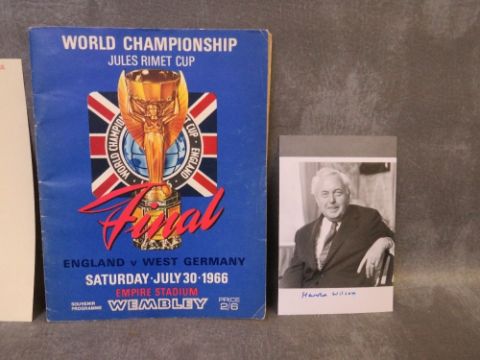 WORLD CHAMPIONSHIP
JULES RIMET CUP
WORLD CHAMPIONSHIP
CUP · ENGLAND
Final
ENGLAND v WEST GERMANY
SATURDAY · JULY 30 · 1966
EMPIRE STADIUM
SOUVENIR
PROGRAMME
WEMBLEY
PRICE
2/6
Harold Wilson